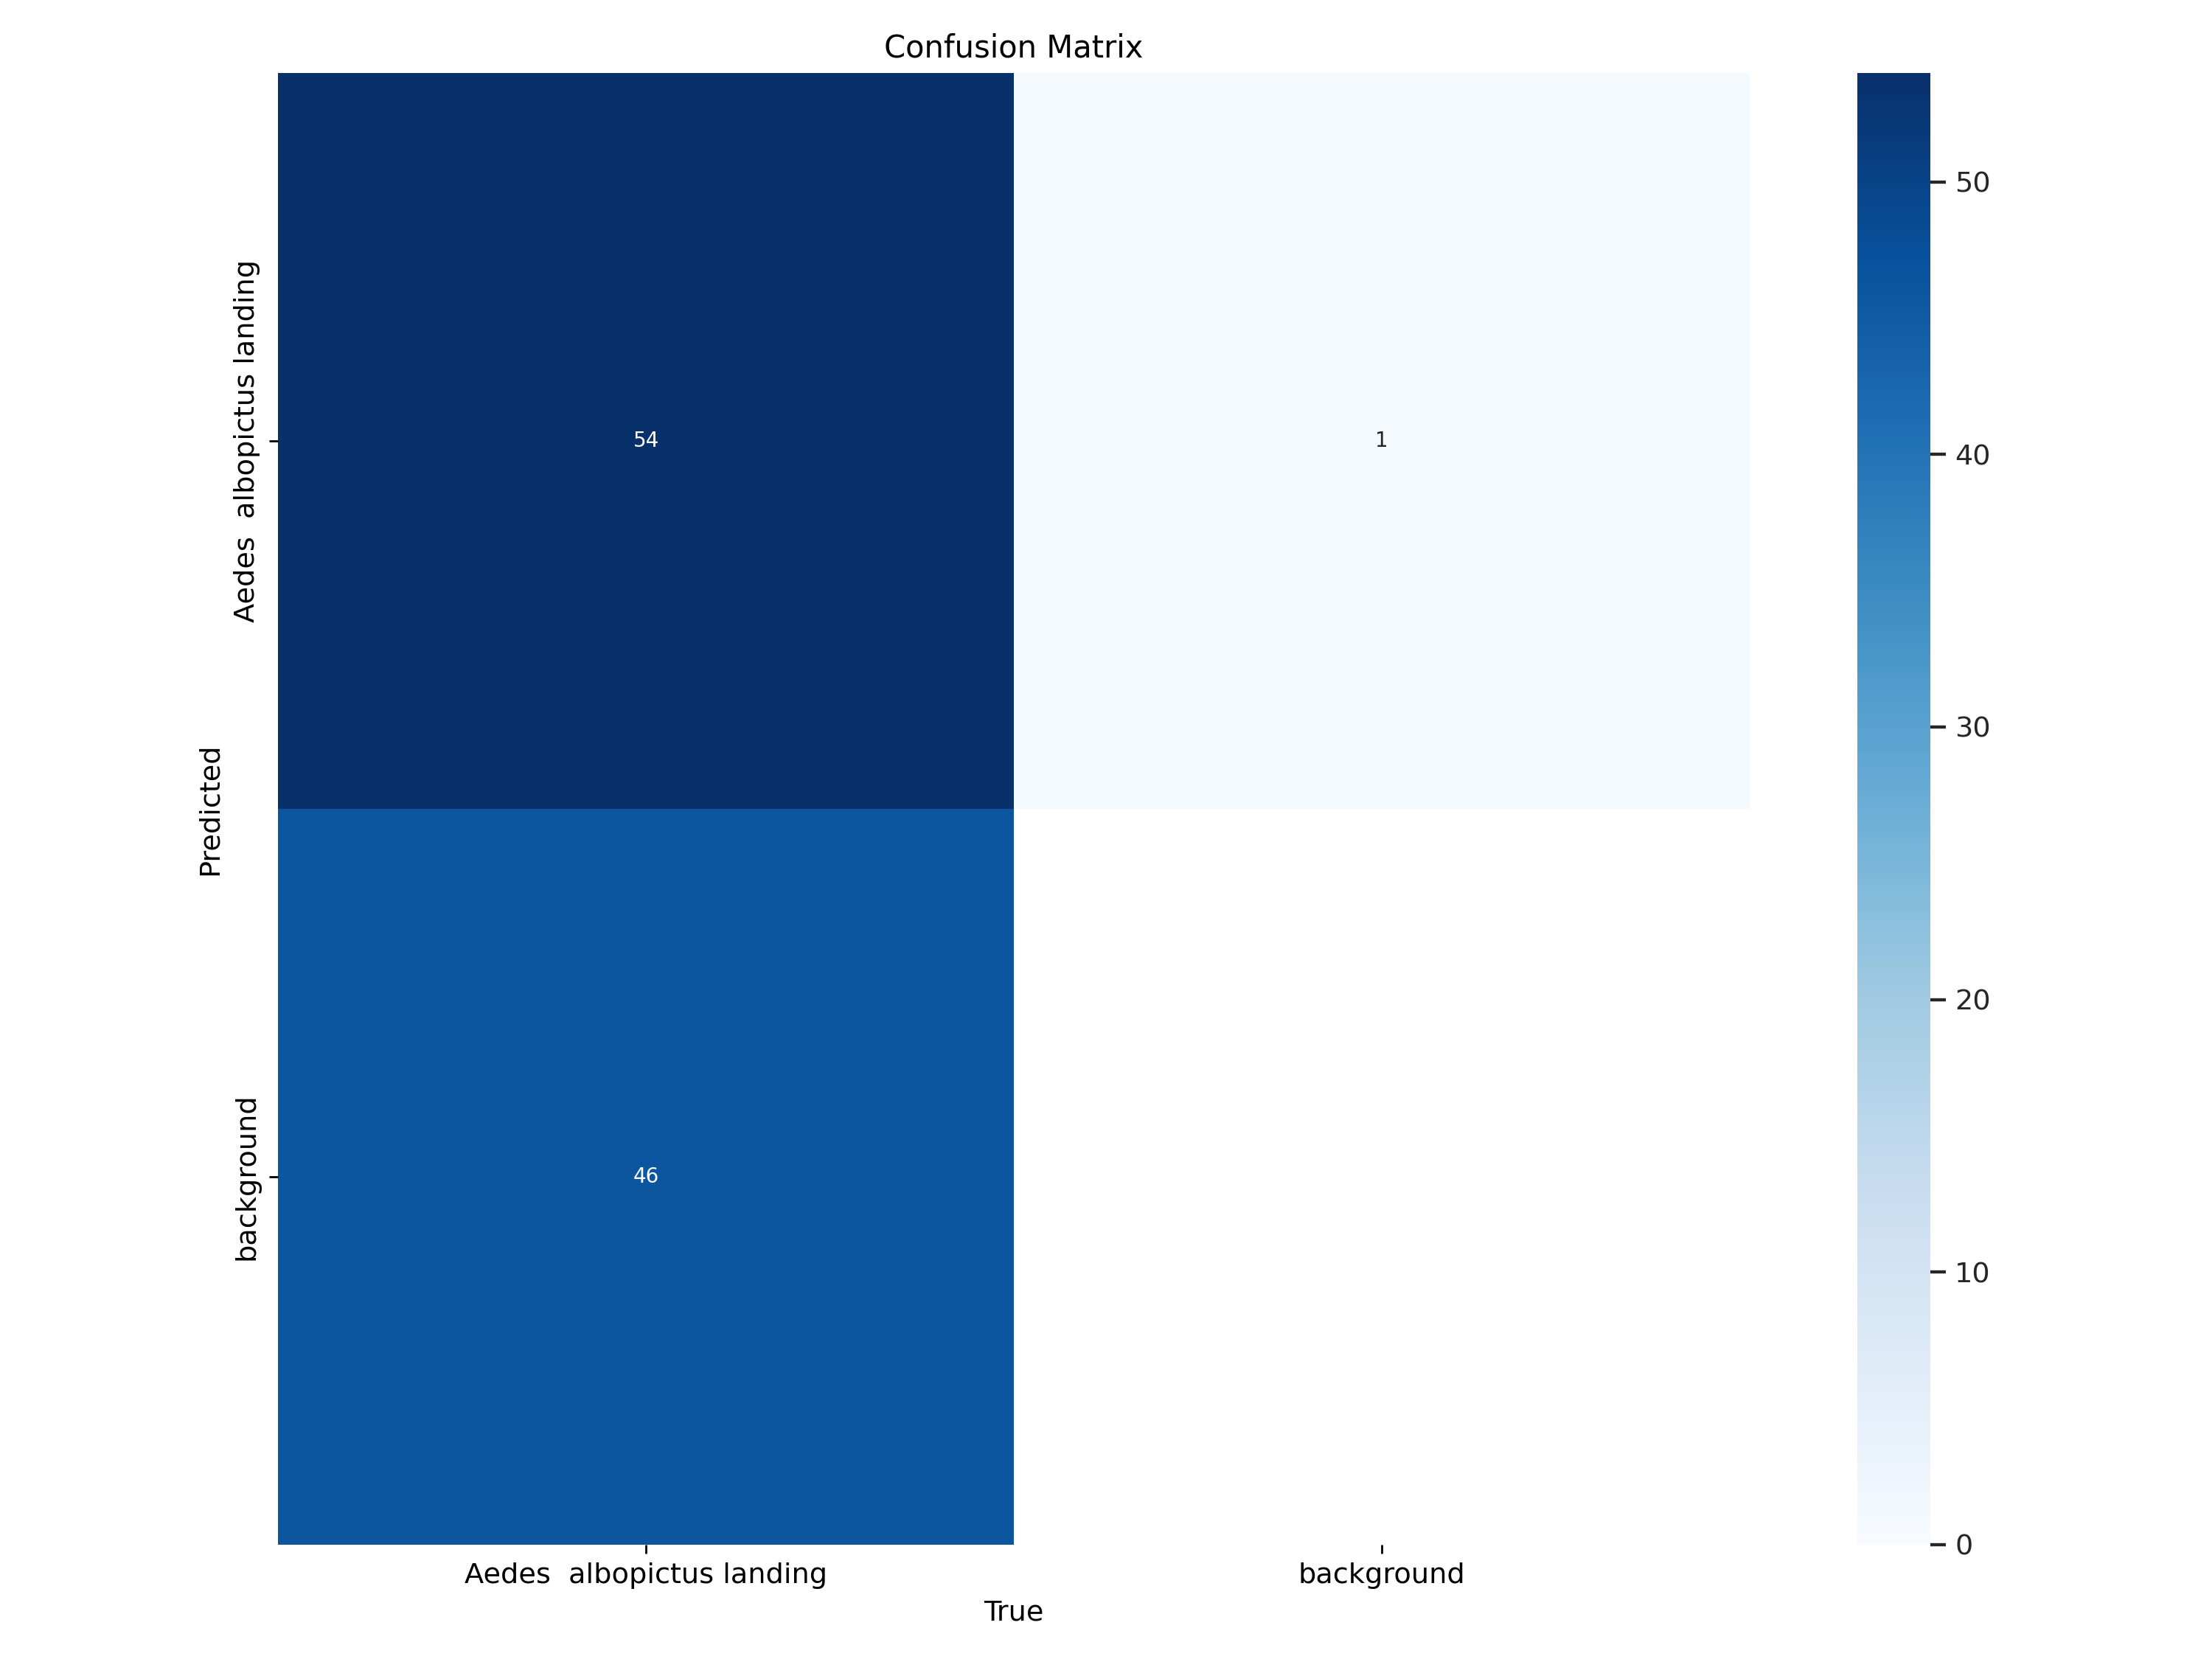 Confusion Matrix
Aedes  albopictus landing
54
1
50
40
30
20
10
0
Predicted
background
46
Aedes  albopictus landing
background
True